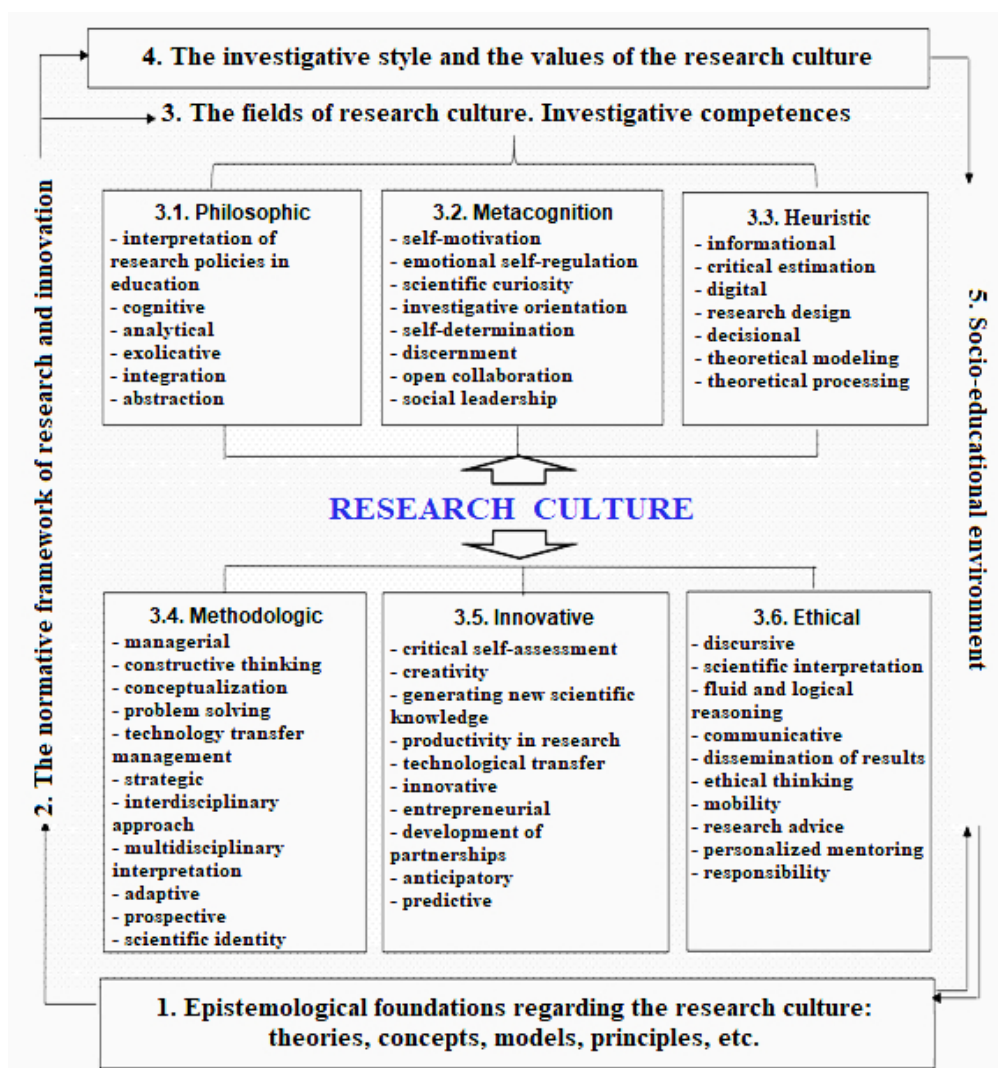 4. The investigative style and the values of the research culture
3. The fields of research culture. Investigative competences
2. The normative framework of research and innovation
3.1. Philosophic
- interpretation of
research policies in
education
- cognitive
- analytical
- exolicative
- integration
- abstraction
3.2. Metacognition
- self-motivation
- emotional self-regulation
- scientific curiosity
- investigative orientation
- self-determination
- discernment
- open collaboration
- social leadership
3.3. Heuristic
- informational
- critical estimation
- digital
- research design
- decisional
- theoretical modeling
- theoretical processing
5. Socio-educational environment
RESEARCH CULTURE
3.4. Methodologic
- managerial
- constructive thinking
- conceptualization
- problem solving
- technology transfer
management
- strategic
- interdisciplinary
approach
- multidisciplinary
interpretation
- adaptive
- prospective
- scientific identity
3.5. Innovative
- critical self-assessment
- creativity
- generating new scientific
knowledge
- productivity in research
- technological transfer
- innovative
- entrepreneurial
- development of
partnerships
- anticipatory
- predictive
3.6. Ethical
- discursive
- scientific interpretation
- fluid and logical
reasoning
- communicative
- dissemination of results
- ethical thinking
- mobility
- research advice
- personalized mentoring
- responsibility
1. Epistemological foundations regarding the research culture:
theories, concepts, models, principles, etc.